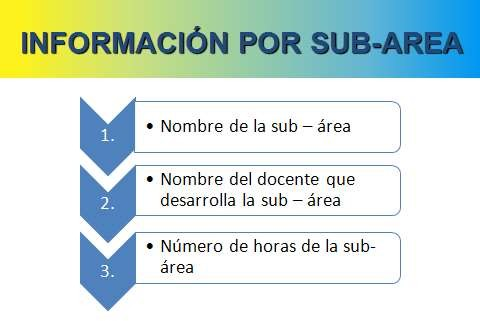 INFORMACIÓN POR SUB-AREA
1.
• Nombre de la sub – área
2.
• Nombre del docente que
desarrolla la sub – área
3.
• Número de horas de la sub-
área